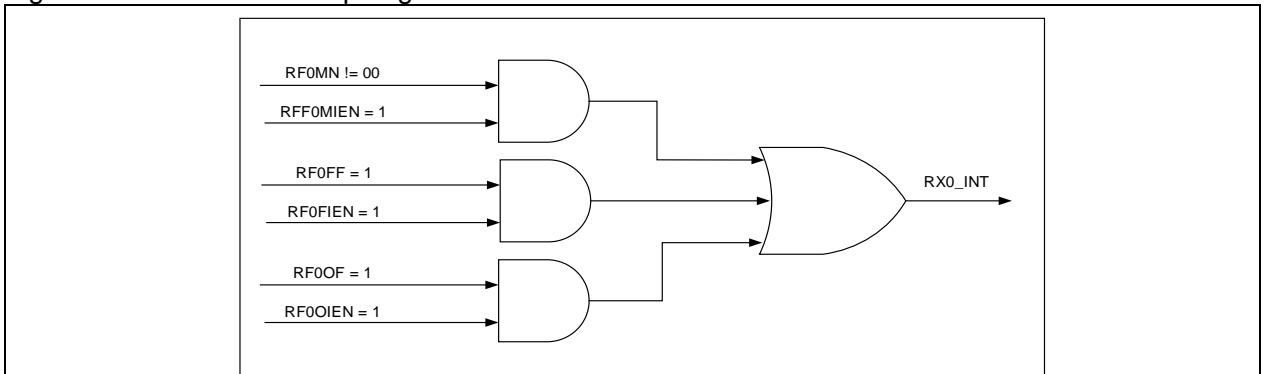 RF0MN != 00
RFF0MIEN = 1
RF0FF = 1
RF0FIEN = 1
RX0_INT
RF0OF = 1
RF0OIEN = 1